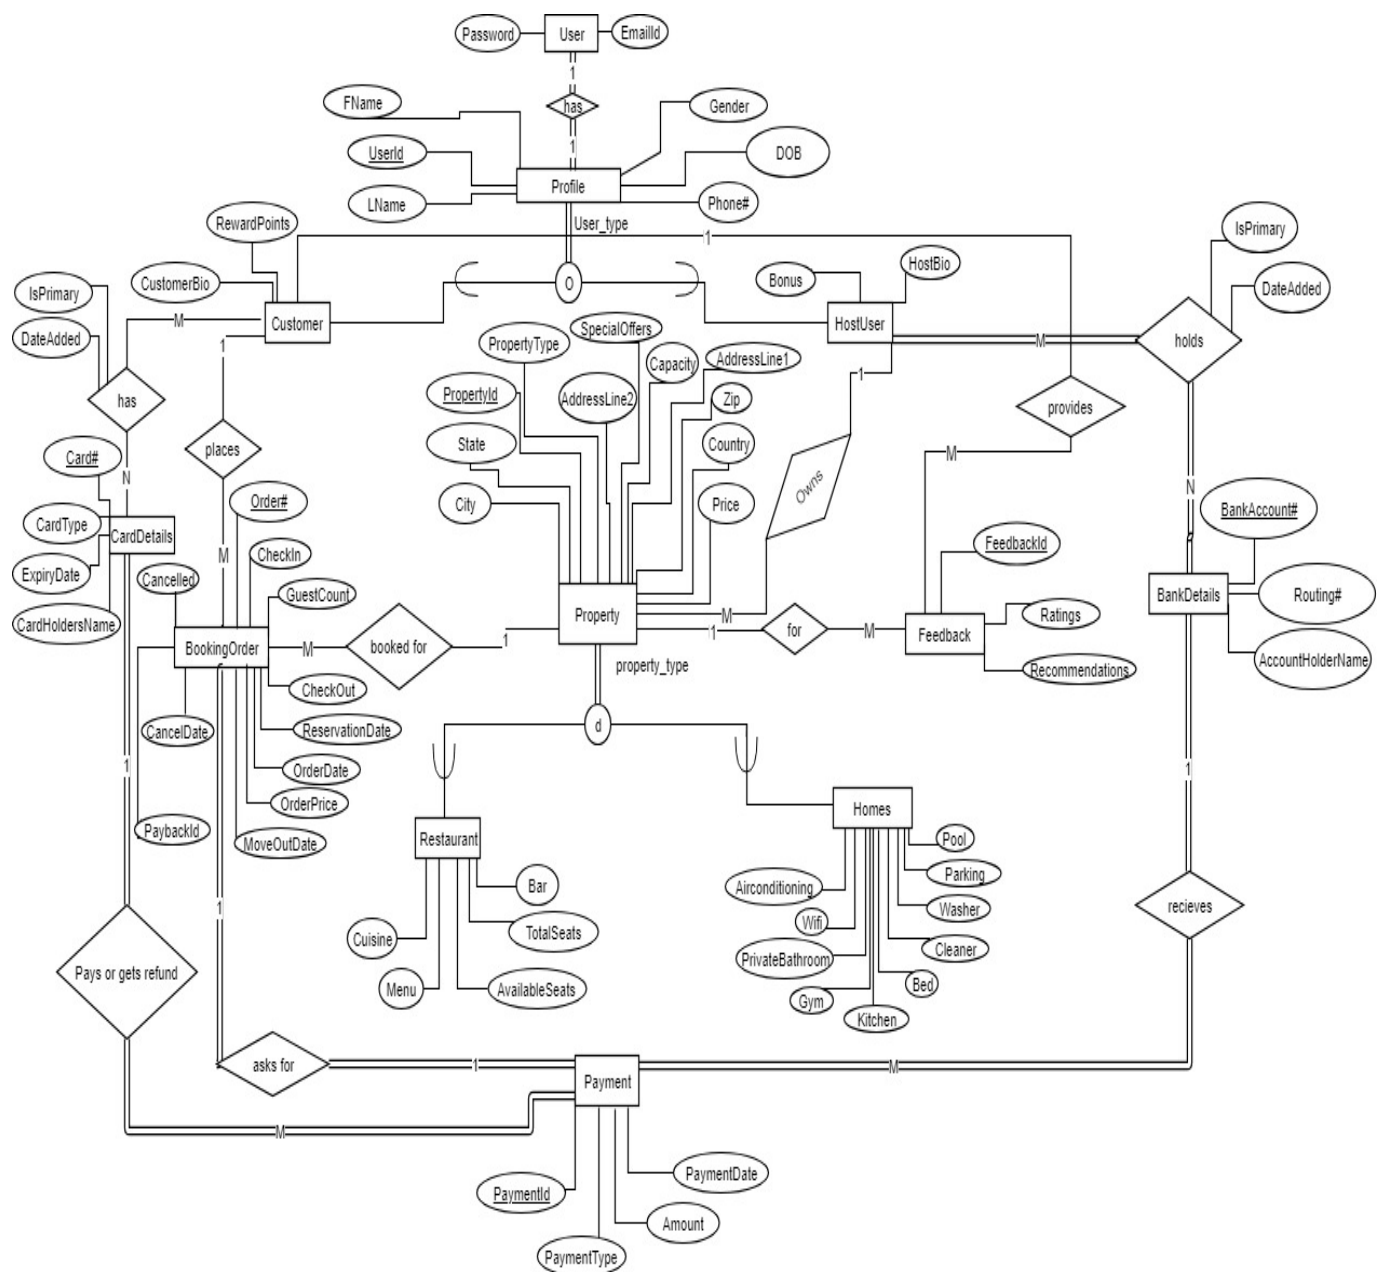 Password
User
EmailId
1
has
1
FName
Gender
UserId
DOB
Profile
LName
Phone#
User_type
RewardPoints
1
IsPrimary
HostBio
Bonus
CustomerBio
IsPrimary
DateAdded
O
M
Customer
HostUser
DateAdded
1
SpecialOffers
PropertyType
AddressLine1
Capacity
M
holds
1
PropertyId
AddressLine2
Zip
has
provides
State
Country
places
M
Card#
N
Owns
N
City
Price
Order#
BankAccount#
CardType
CardDetails
CheckIn
FeedbackId
M
ExpiryDate
Cancelled
GuestCount
BankDetails
Routing#
CardHoldersName
Property
M
Ratings
BookingOrder
M
booked for
1
1
for
M
Feedback
property_type
AccountHolderName
Recommendations
CheckOut
CancelDate
ReservationDate
d
1
OrderDate
1
OrderPrice
Homes
PaybackId
MoveOutDate
Restaurant
Pool
Parking
Bar
Airconditioning
1
Washer
recieves
Wifi
TotalSeats
Cuisine
Cleaner
PrivateBathroom
Pays or gets refund
Menu
AvailableSeats
Bed
Gym
Kitchen
asks for
1
Payment
M
M
PaymentDate
PaymentId
Amount
PaymentType